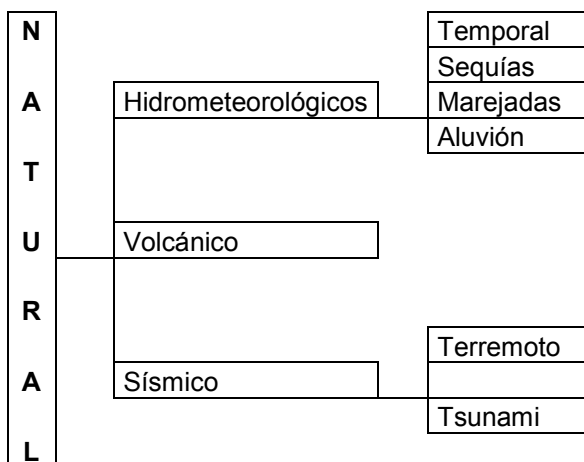 N
A
T
U
R
A
L
Hidrometeorológicos
Temporal
Sequías
Marejadas
Aluvión
Volcánico
Sísmico
Terremoto
Tsunami